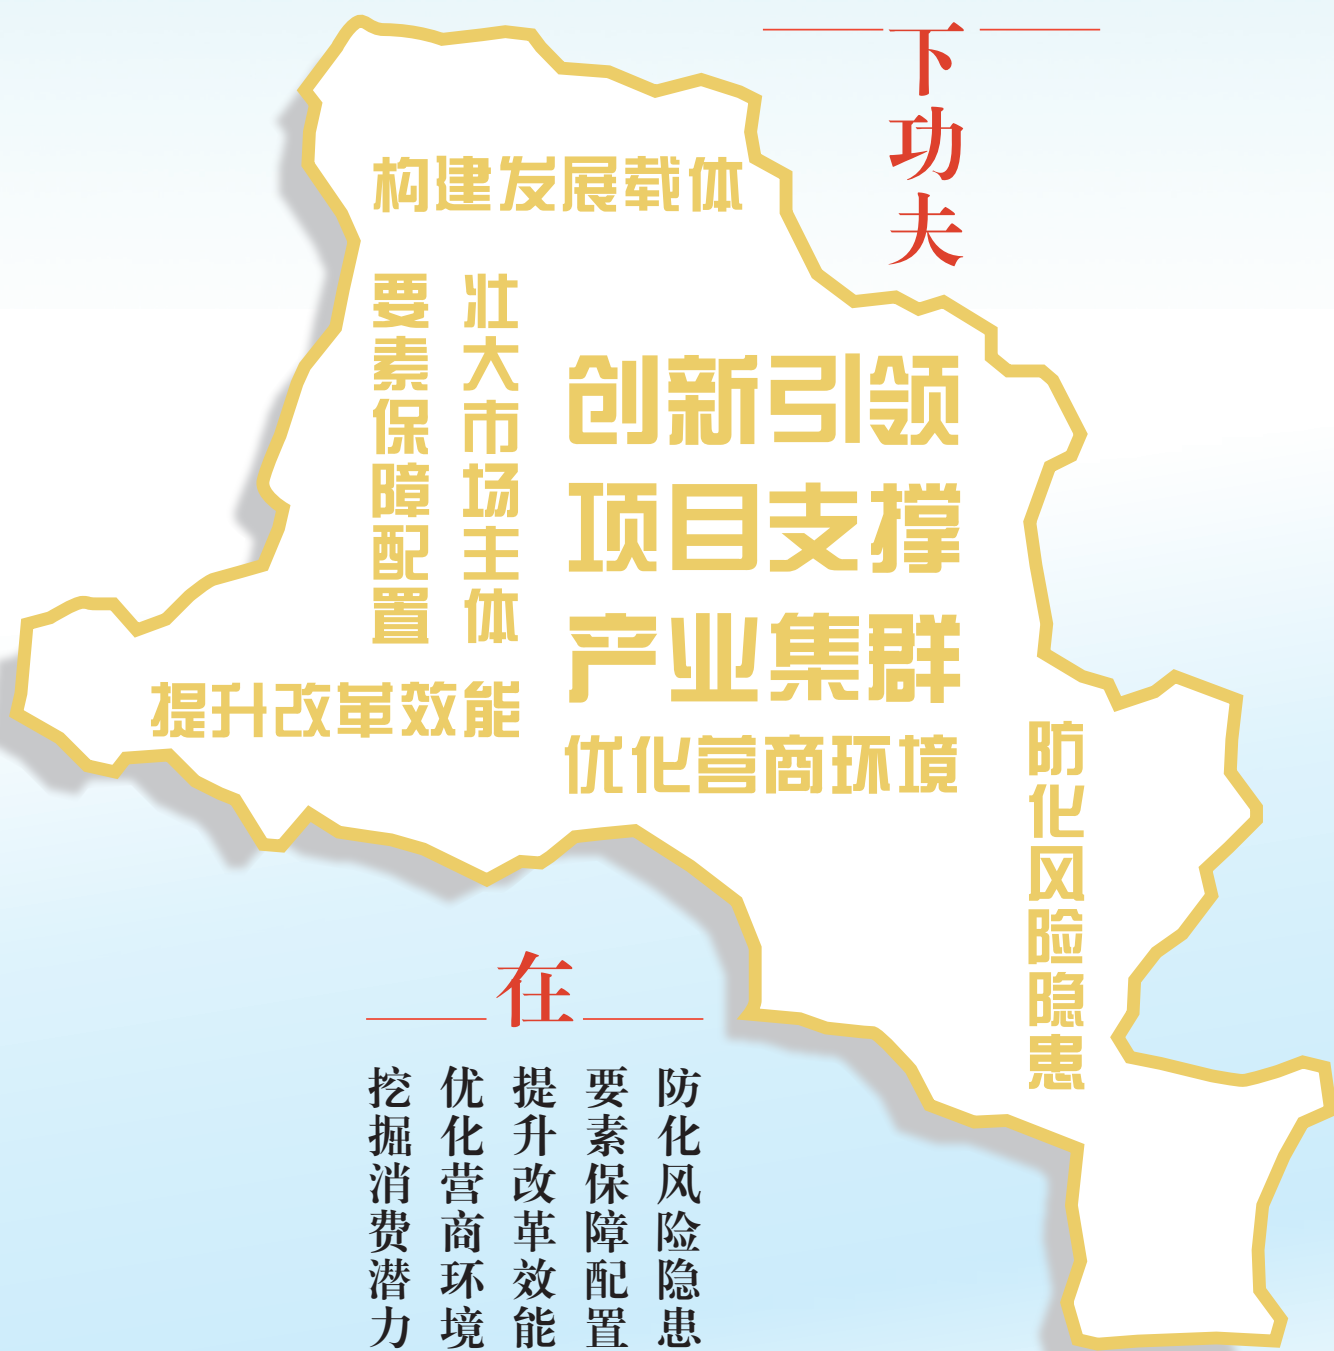 下功夫
构建发展载体
壮大市场主体
要素保障配置
创新引领
项目支撑
产业集群
优化营商环境
提升改革效能
防化风险隐患
在
防化风险隐患
要素保障配置
提升改革效能
优化营商环境
挖掘消费潜力